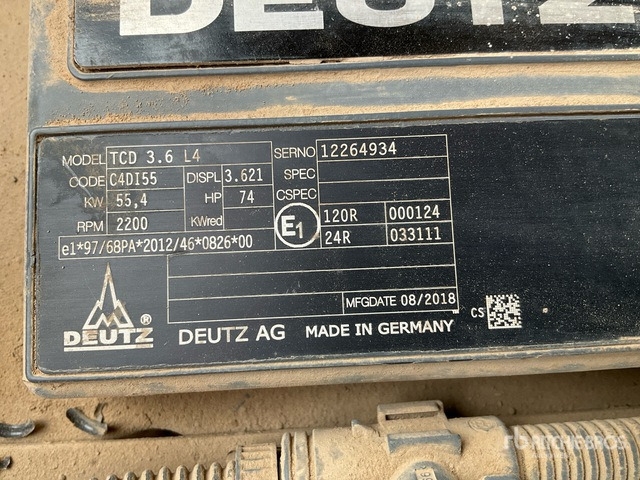 DEUTZ
MODEL TCD 3.6 L4 SERNO 12264934
CODE C4DI55 DISPL 3.621 SPEC
KW 55,4 HP 74 CSPEC
RPM 2200 KWred E1 120R 000124
e1*97/68PA*2012/46*0826*00 24R 033111
MFGDATE 08/2018
DEUTZ ®
DEUTZ AG MADE IN GERMANY
CS
RITCHIE BROS